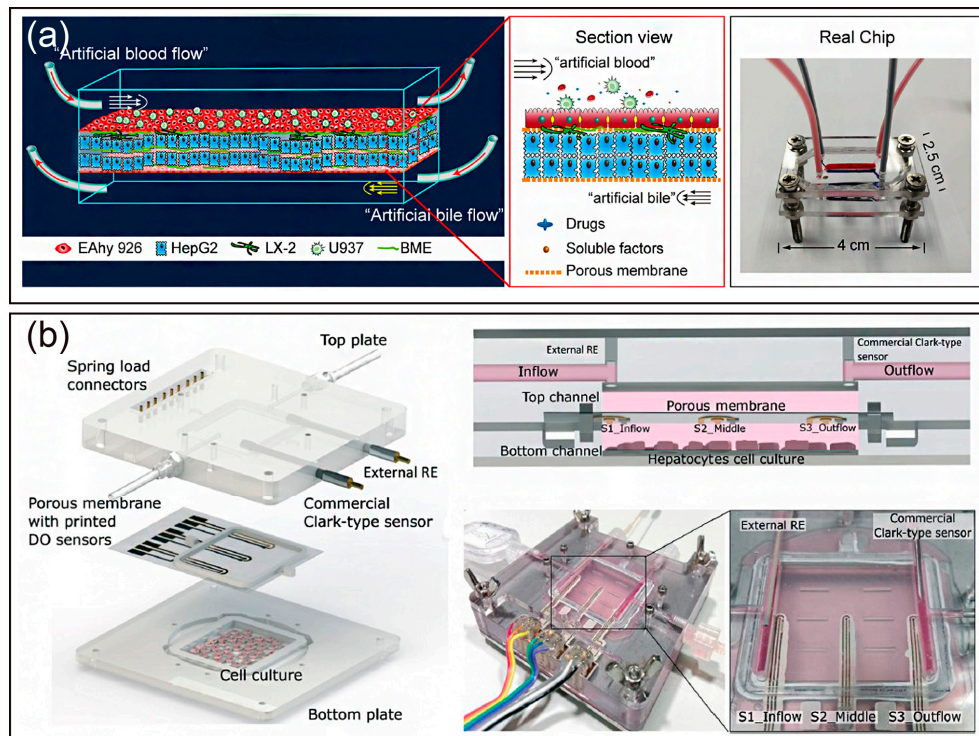 (a)
"Artificial blood flow"
"Artificial bile flow"
EAhy 926 HepG2 LX-2 U937 BME
Section view
"artificial blood"
"artificial bile"
Drugs
Soluble factors
Porous membrane
Real Chip
2.5 cm
4 cm
(b)
Top plate
Spring load
connectors
External RE
Commercial
Clark-type sensor
Porous membrane
with printed
DO sensors
Cell culture
Bottom plate
External RE
Commercial Clark-type
sensor
Inflow
Outflow
Top channel
Porous membrane
S1_Inflow S2_Middle S3_Outflow
Bottom channel
Hepatocytes cell culture
External RE
Commercial
Clark-type sensor
S1_Inflow S2_Middle S3_Outflow